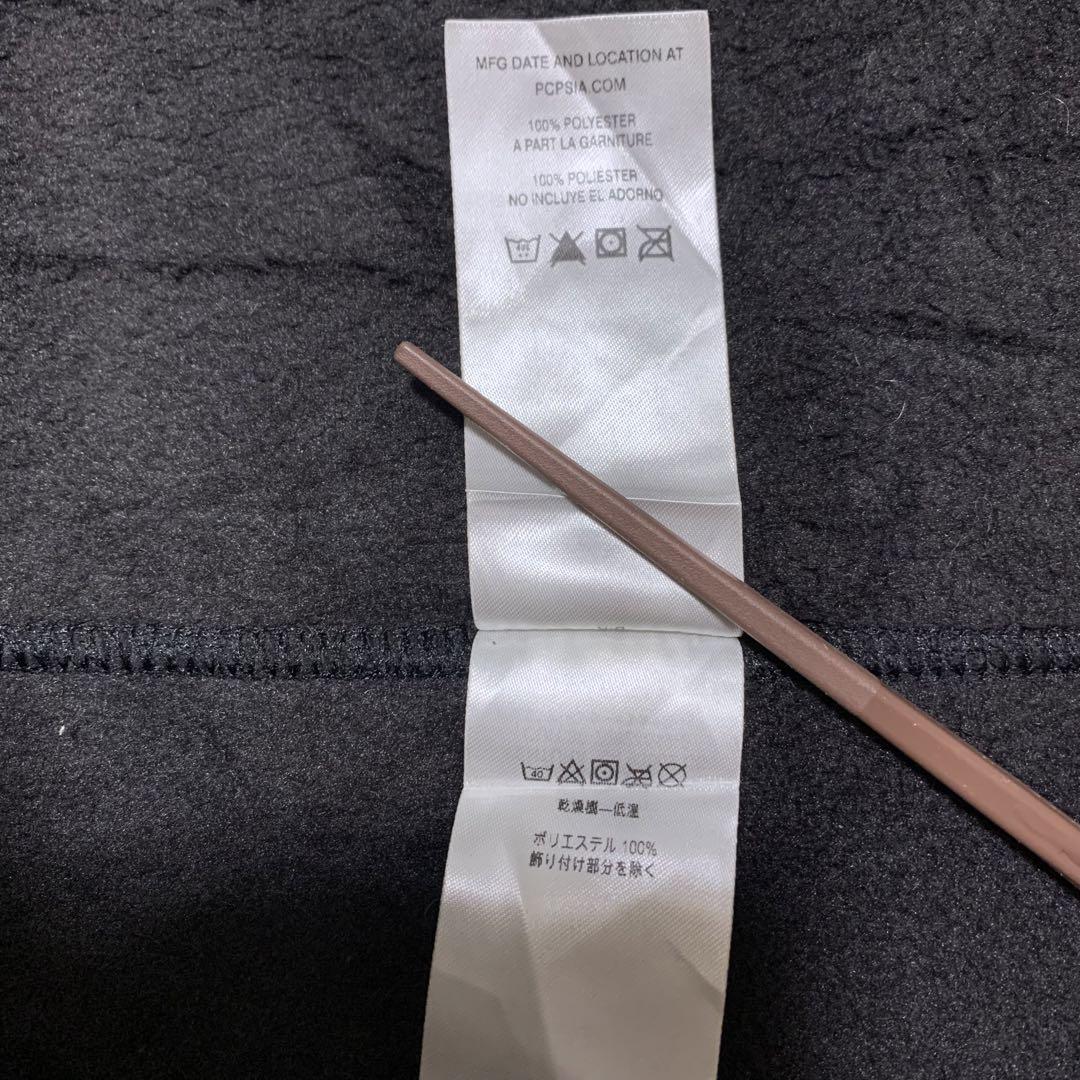 MFG DATE AND LOCATION AT
PCPSIA.COM
100% POLYESTER
A PART LA GARNITURE
100% POLIESTER
NO INCLUYE EL ADORNO
40
乾燥機—低温
ポリエステル 100%
飾り付け部分を除く